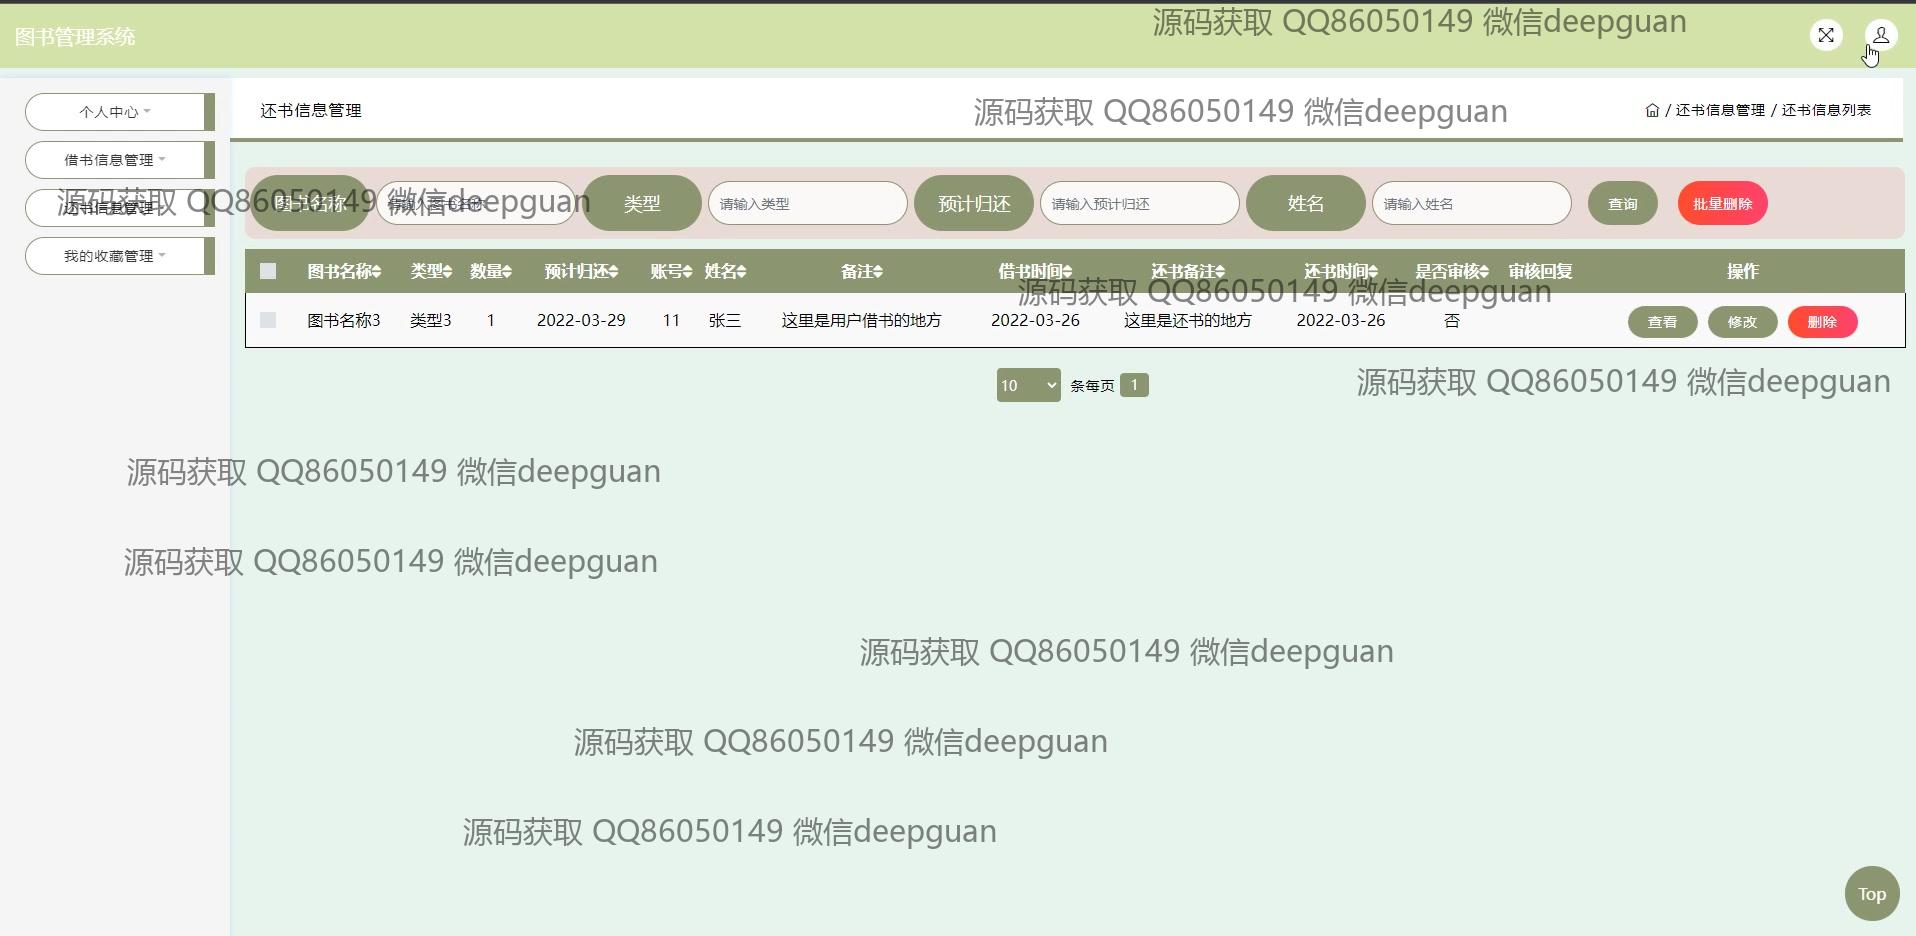 图书管理系统
源码获取 QQ86050149 微信deepguan
个人中心
借书信息管理
还书信息管理
我的收藏管理
还书信息管理
源码获取 QQ86050149 微信deepguan
还书信息管理 / 还书信息列表
源码获取 QQ86050149 微信deepguan
图书名称 请输入图书名称 类型 请输入类型 预计归还 请输入预计归还 姓名 请输入姓名 查询 批量删除
图书名称 类型 数量 预计归还 账号 姓名 备注 借书时间 还书备注 还书时间 是否审核 审核回复 操作
源码获取 QQ86050149 微信deepguan
图书名称3 类型3 1 2022-03-29 11 张三 这里是用户借书的地方 2022-03-26 这里是还书的地方 2022-03-26 否 查看 修改 删除
10 条每页 1
源码获取 QQ86050149 微信deepguan
源码获取 QQ86050149 微信deepguan
源码获取 QQ86050149 微信deepguan
源码获取 QQ86050149 微信deepguan
源码获取 QQ86050149 微信deepguan
源码获取 QQ86050149 微信deepguan
Top